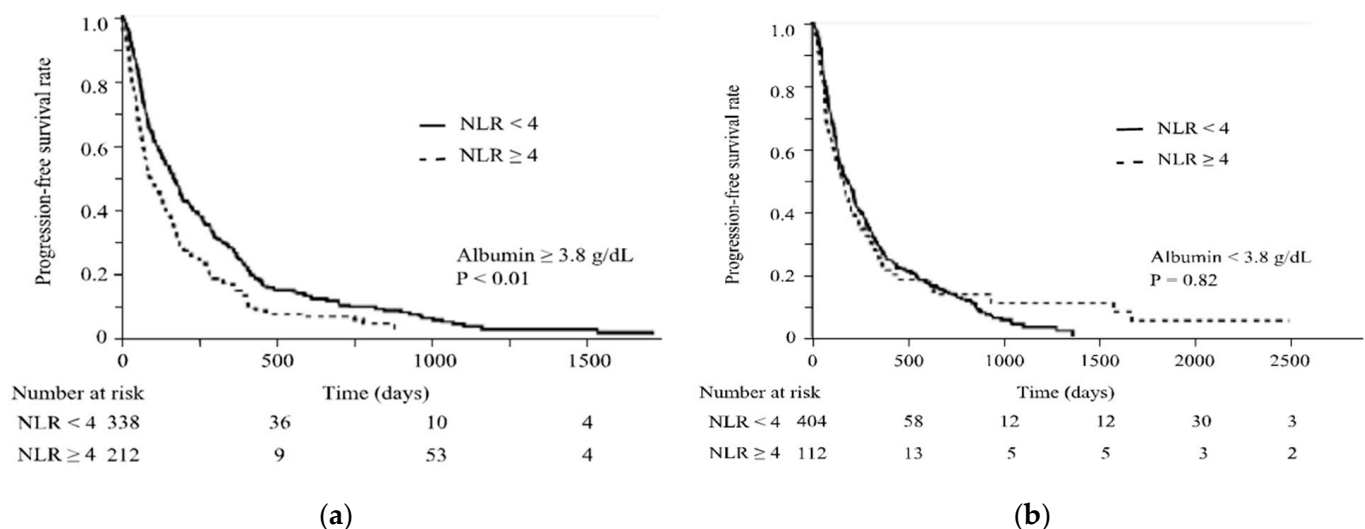 Progression-free survival rate
1.0
0.8
0.6
0.4
0.2
0
NLR < 4
NLR ≥ 4
Albumin ≥ 3.8 g/dL
P < 0.01
0 500 1000 1500
Number at risk Time (days)
NLR < 4 338 36 10 4
NLR ≥ 4 212 9 53 4
(a)
Progression-free survival rate
1.0
0.8
0.6
0.4
0.2
0
NLR < 4
NLR ≥ 4
Albumin < 3.8 g/dL
P = 0.82
0 500 1000 1500 2000 2500
Number at risk Time (days)
NLR < 4 404 58 12 12 30 3
NLR ≥ 4 112 13 5 5 3 2
(b)